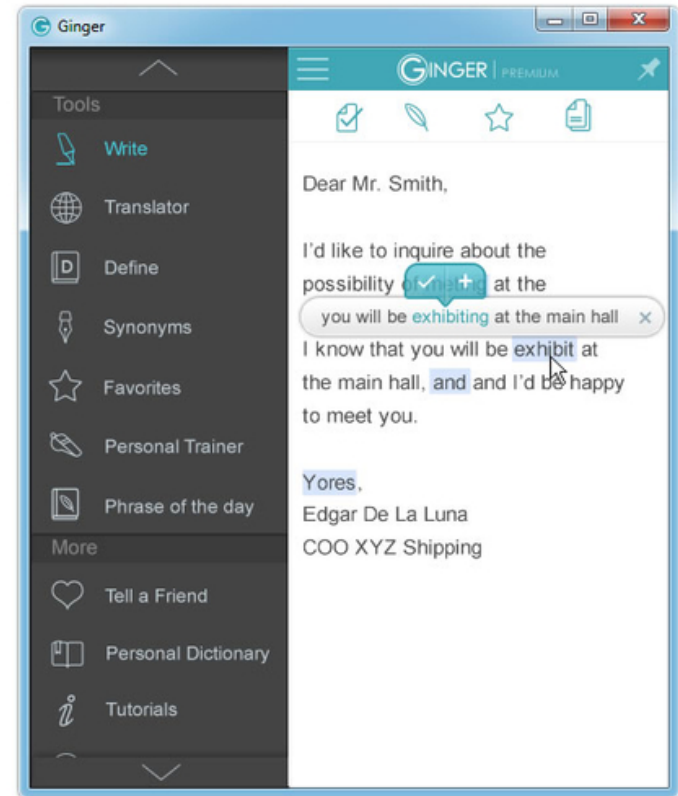 Ginger
Tools
Write
Translator
Define
Synonyms
Favorites
Personal Trainer
Phrase of the day
More
Tell a Friend
Personal Dictionary
Tutorials
GINGER | PREMIUM
Dear Mr. Smith,
I'd like to inquire about the
possibility of at the
you will be exhibiting at the main hall
I know that you will be exhibit at
the main hall, and and I'd be happy
to meet you.
Yores,
Edgar De La Luna
COO XYZ Shipping